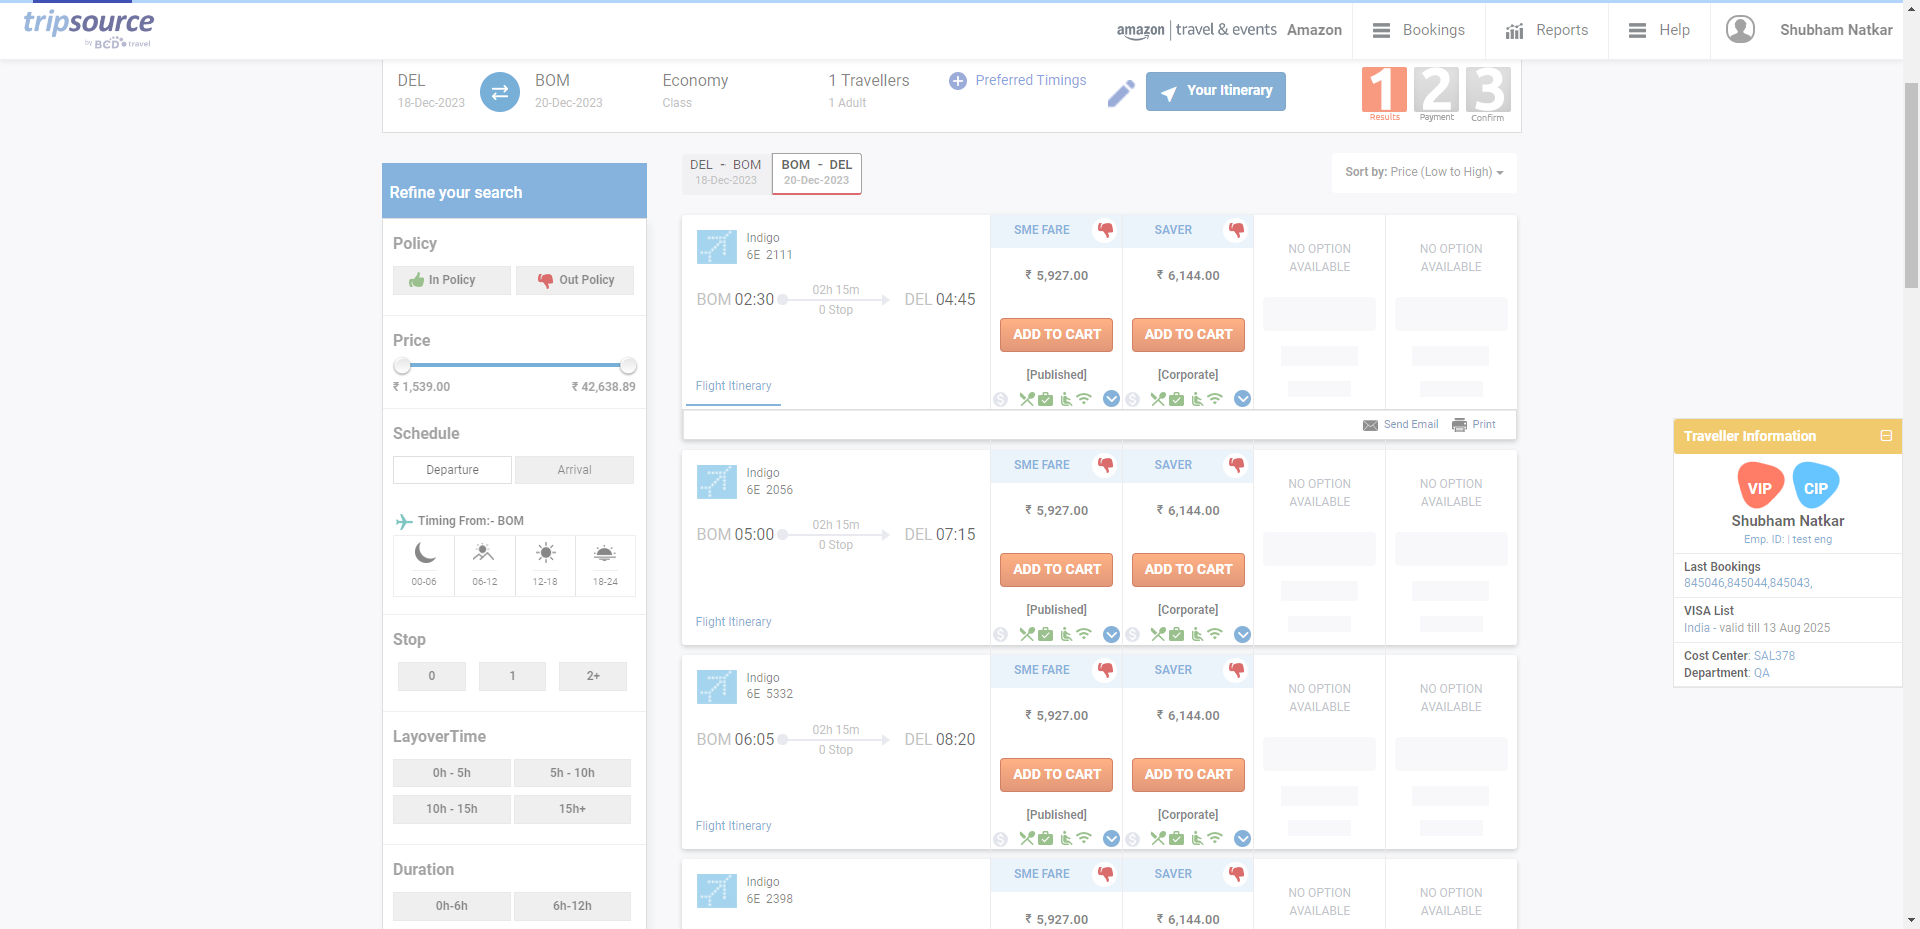 tripsource
by BCD travel
amazon | travel & events Amazon
Bookings
Reports
Help
Shubham Natkar
DEL
18-Dec-2023
BOM
20-Dec-2023
Economy
Class
1 Travellers
1 Adult
Preferred Timings
Your Itinerary
1 2 3
Results Payment Confirm
DEL - BOM
18-Dec-2023
BOM - DEL
20-Dec-2023
Sort by: Price (Low to High)
Refine your search
Policy
In Policy
Out Policy
Price
₹ 1,539.00
₹ 42,638.89
Schedule
Departure
Arrival
Timing From:- BOM
00-06
06-12
12-18
18-24
Stop
0
1
2+
LayoverTime
0h - 5h
5h - 10h
10h - 15h
15h+
Duration
0h-6h
6h-12h
Indigo
6E 2111
BOM 02:30
02h 15m
0 Stop
DEL 04:45
Flight Itinerary
SME FARE
₹ 5,927.00
ADD TO CART
[Published]
SAVER
₹ 6,144.00
ADD TO CART
[Corporate]
NO OPTION
AVAILABLE
NO OPTION
AVAILABLE
Send Email
Print
Indigo
6E 2056
BOM 05:00
02h 15m
0 Stop
DEL 07:15
Flight Itinerary
SME FARE
₹ 5,927.00
ADD TO CART
[Published]
SAVER
₹ 6,144.00
ADD TO CART
[Corporate]
NO OPTION
AVAILABLE
NO OPTION
AVAILABLE
Indigo
6E 5332
BOM 06:05
02h 15m
0 Stop
DEL 08:20
Flight Itinerary
SME FARE
₹ 5,927.00
ADD TO CART
[Published]
SAVER
₹ 6,144.00
ADD TO CART
[Corporate]
NO OPTION
AVAILABLE
NO OPTION
AVAILABLE
Indigo
6E 2398
SME FARE
₹ 5,927.00
SAVER
₹ 6,144.00
NO OPTION
AVAILABLE
NO OPTION
AVAILABLE
Traveller Information
VIP
CIP
Shubham Natkar
Emp. ID: | test eng
Last Bookings
845046,845044,845043,
VISA List
India - valid till 13 Aug 2025
Cost Center: SAL378
Department: QA